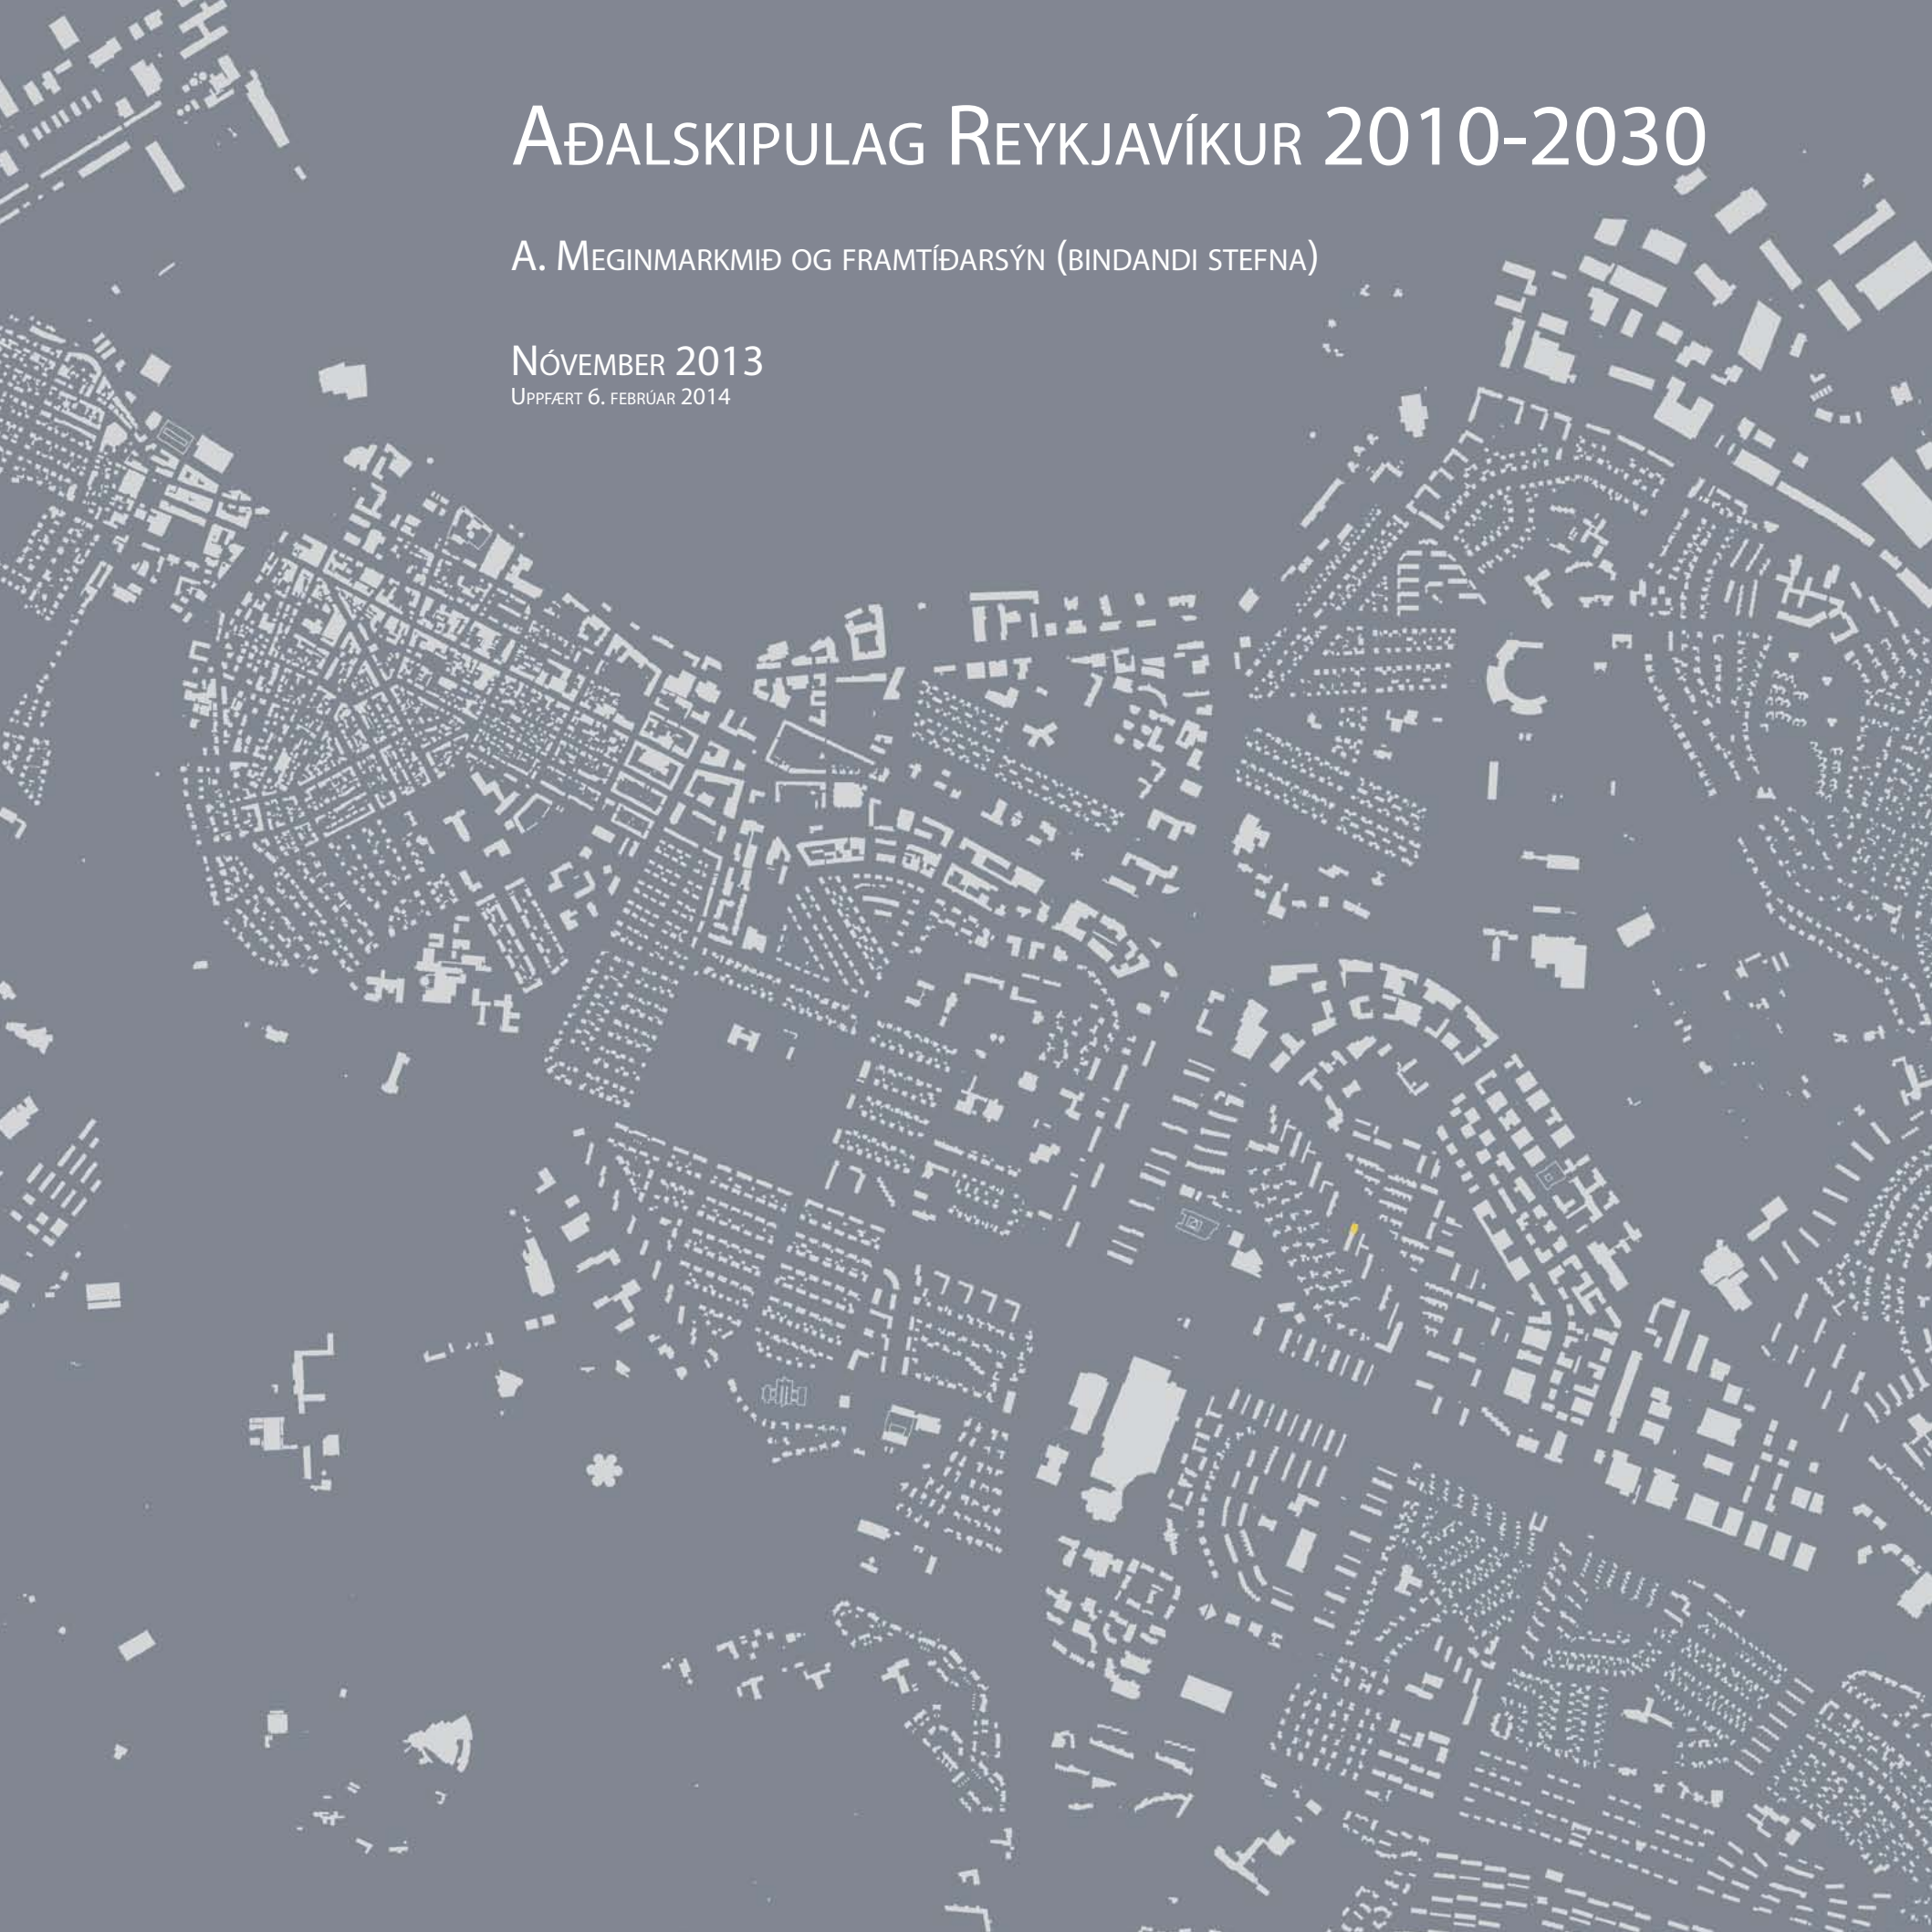 Aðalskipulag Reykjavíkur 2010-2030
A. Meginmarkmið og framtíðarsýn (bindandi stefna)
Nóvember 2013
Uppfært 6. febrúar 2014